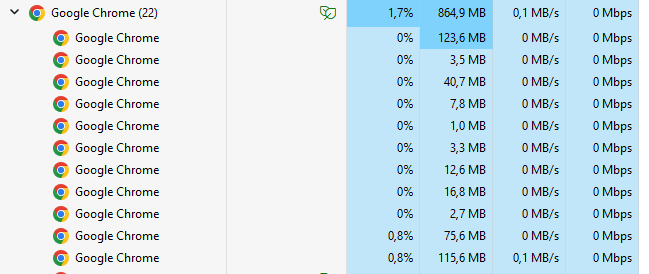 Google Chrome (22) 1,7% 864,9 MB 0,1 MB/s 0 Mbps
Google Chrome 0% 123,6 MB 0 MB/s 0 Mbps
Google Chrome 0% 3,5 MB 0 MB/s 0 Mbps
Google Chrome 0% 40,7 MB 0 MB/s 0 Mbps
Google Chrome 0% 7,8 MB 0 MB/s 0 Mbps
Google Chrome 0% 1,0 MB 0 MB/s 0 Mbps
Google Chrome 0% 3,3 MB 0 MB/s 0 Mbps
Google Chrome 0% 12,6 MB 0 MB/s 0 Mbps
Google Chrome 0% 16,8 MB 0 MB/s 0 Mbps
Google Chrome 0% 2,7 MB 0 MB/s 0 Mbps
Google Chrome 0,8% 75,6 MB 0 MB/s 0 Mbps
Google Chrome 0,8% 115,6 MB 0,1 MB/s 0 Mbps